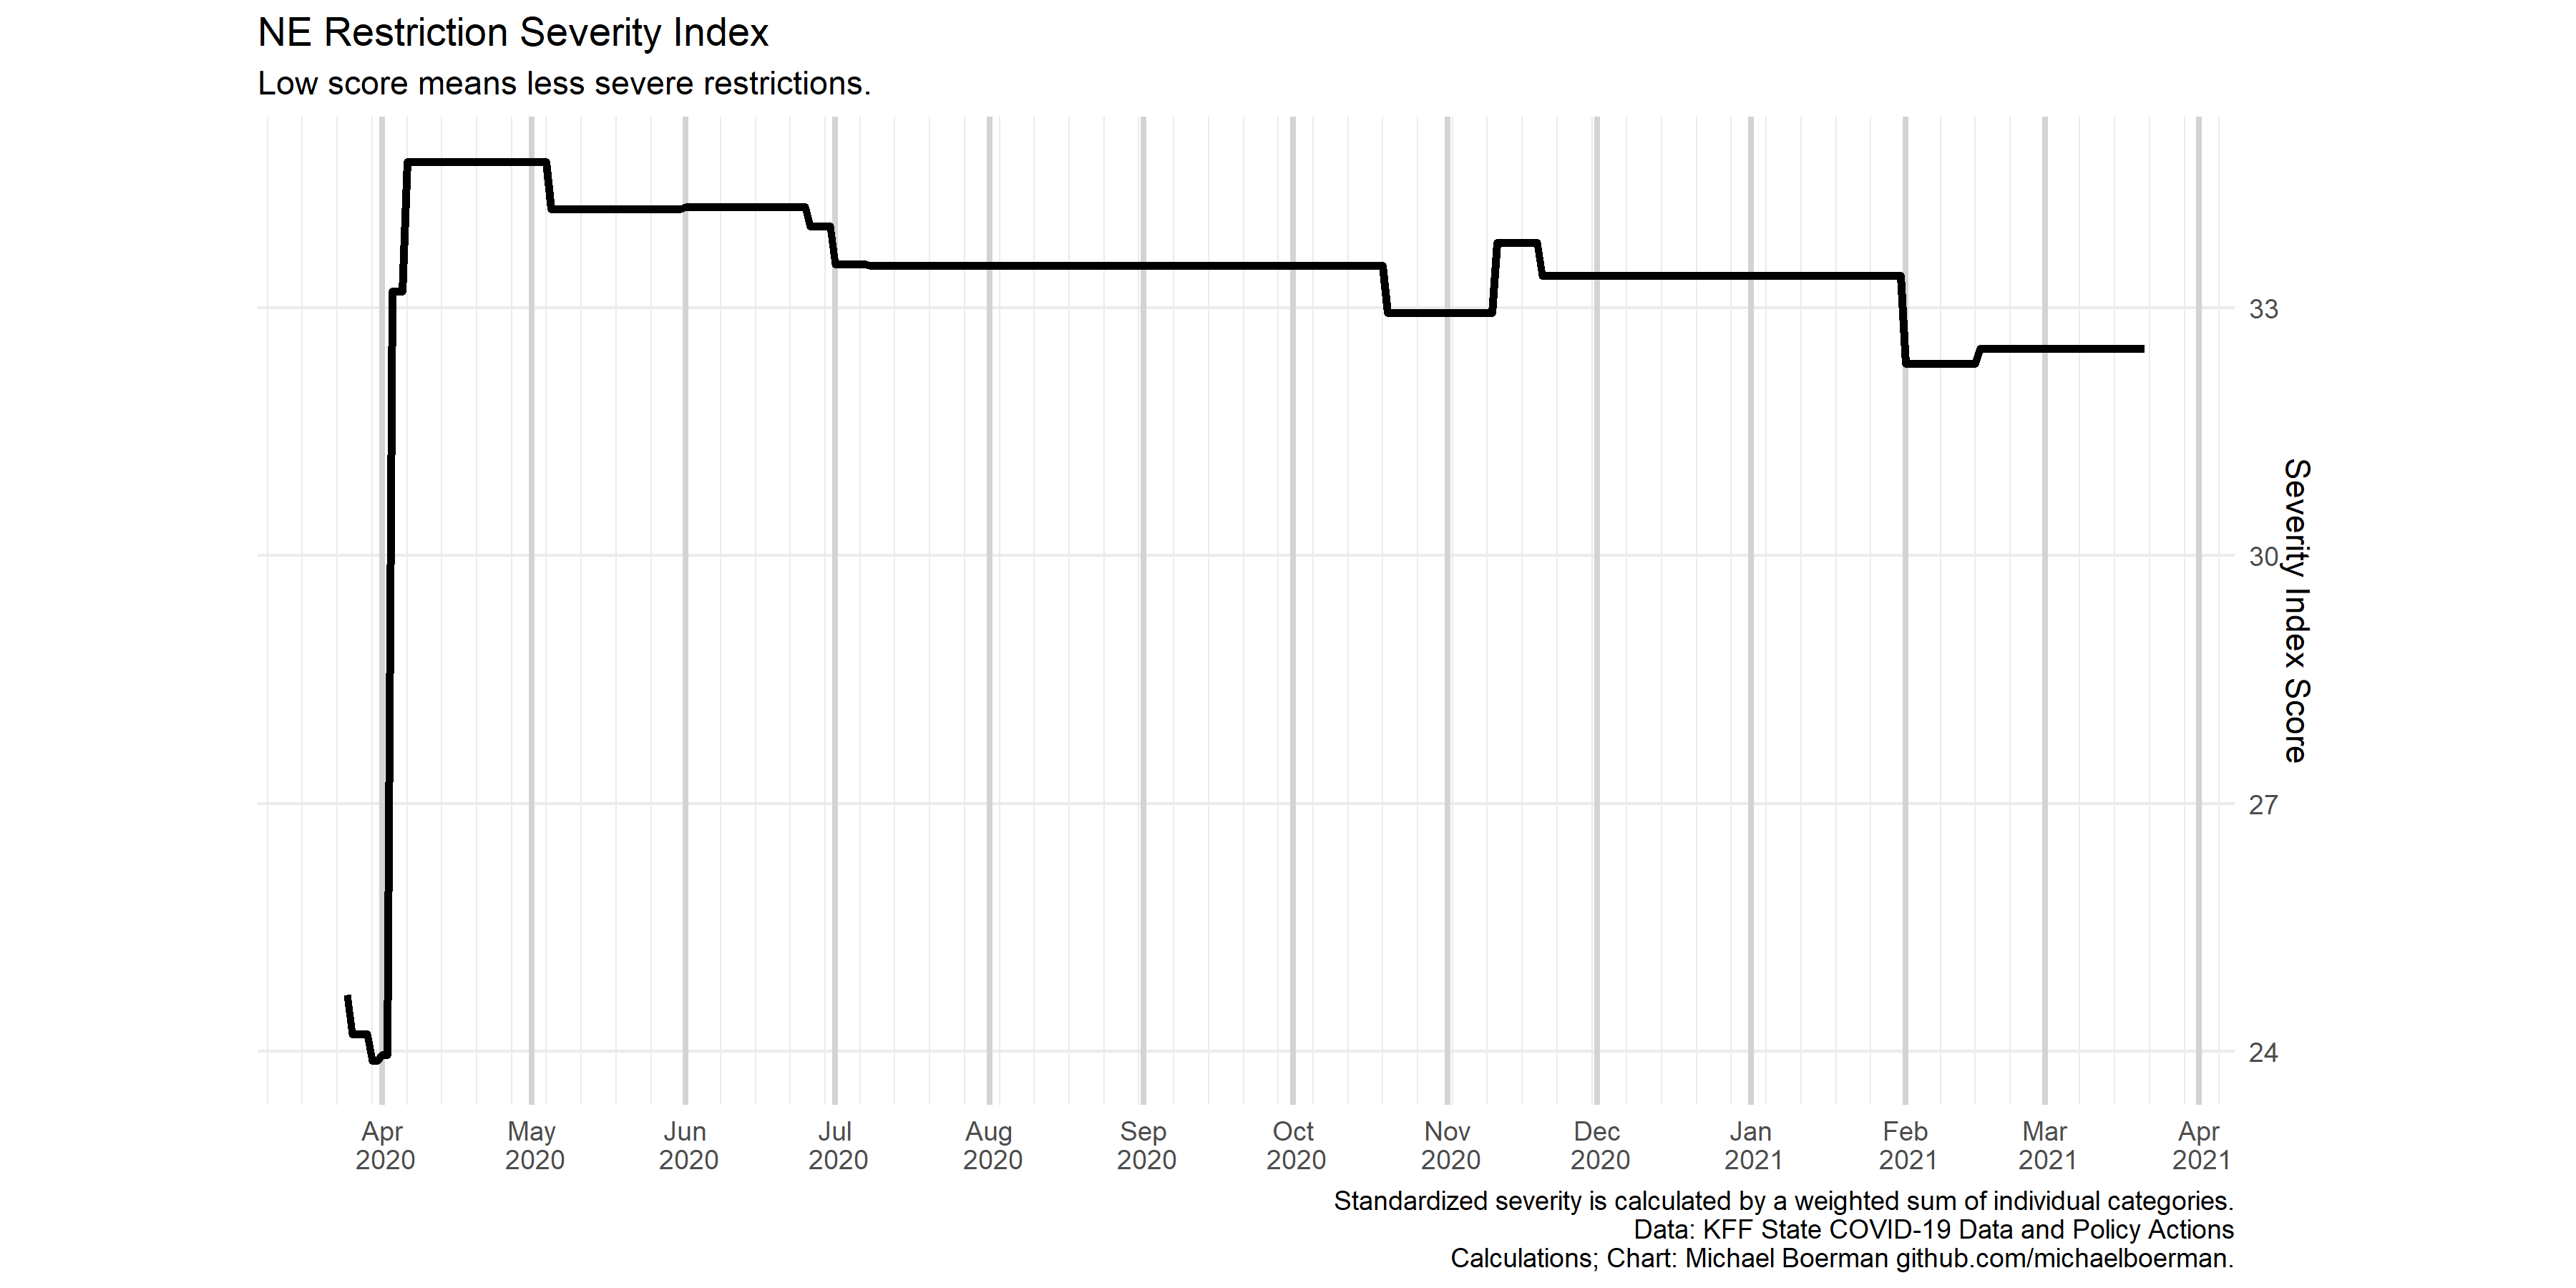 NE Restriction Severity Index
Low score means less severe restrictions.
33
30
27
24
Severity Index Score
Apr 2020
May 2020
Jun 2020
Jul 2020
Aug 2020
Sep 2020
Oct 2020
Nov 2020
Dec 2020
Jan 2021
Feb 2021
Mar 2021
Apr 2021
Standardized severity is calculated by a weighted sum of individual categories.
Data: KFF State COVID-19 Data and Policy Actions
Calculations; Chart: Michael Boerman github.com/michaelboerman.